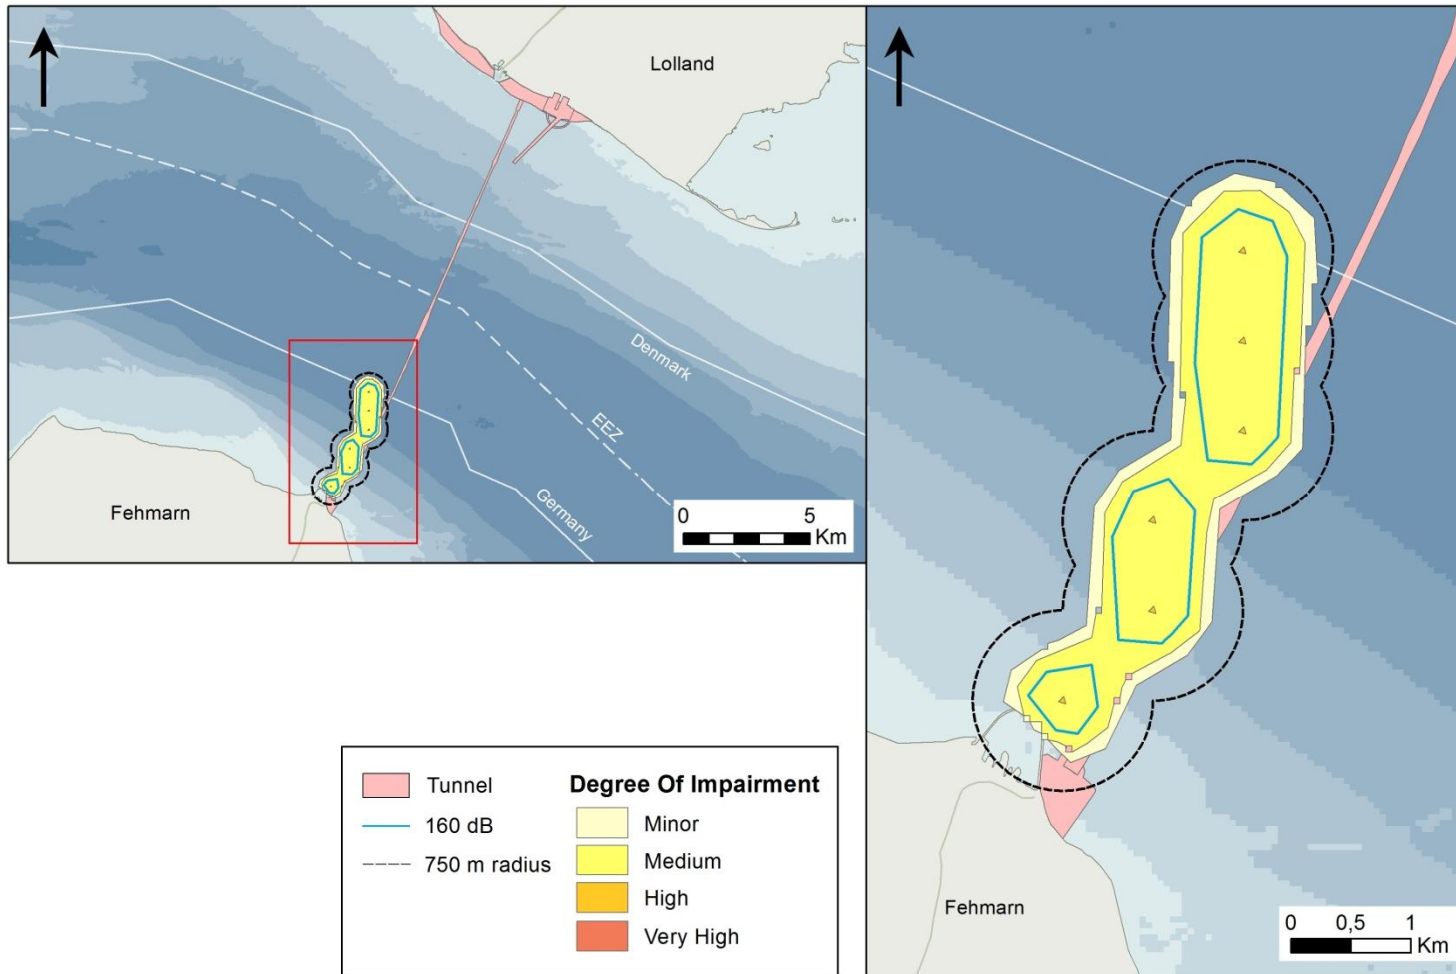 Lolland
Denmark
EEZ
Germany
Fehmarn
0 5
Km
Tunnel
160 dB
750 m radius
Degree Of Impairment
Minor
Medium
High
Very High
Fehmarn
0 0,5 1
Km